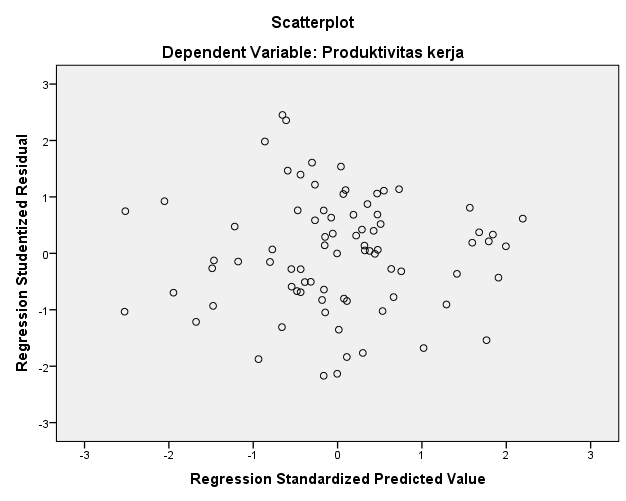 Scatterplot
Dependent Variable: Produktivitas kerja
Regression Studentized Residual
3
2
1
0
-1
-2
-3
-3 -2 -1 0 1 2 3
Regression Standardized Predicted Value